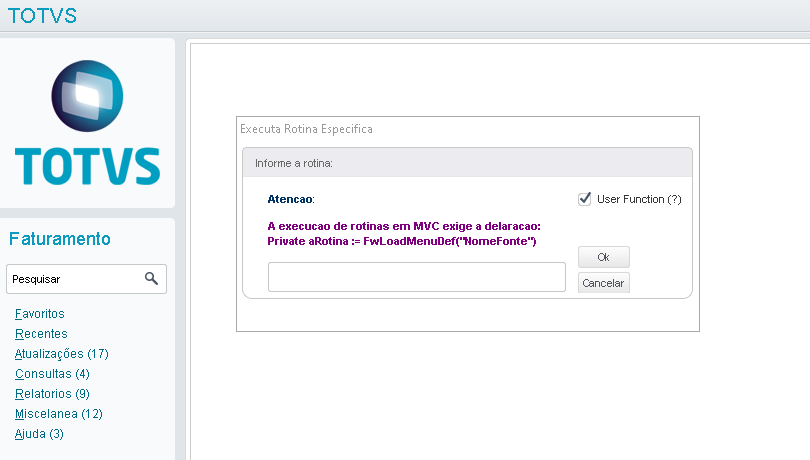 TOTVS
TOTVS
Faturamento
Pesquisar
Favoritos
Recentes
Atualizações (17)
Consultas (4)
Relatorios (9)
Miscelanea (12)
Ajuda (3)
Executa Rotina Especifica
Informe a rotina:
Atencao:
User Function (?)
A execucao de rotinas em MVC exige a delaracao:
Private aRotina := FwLoadMenuDef("NomeFonte")
Ok
Cancelar